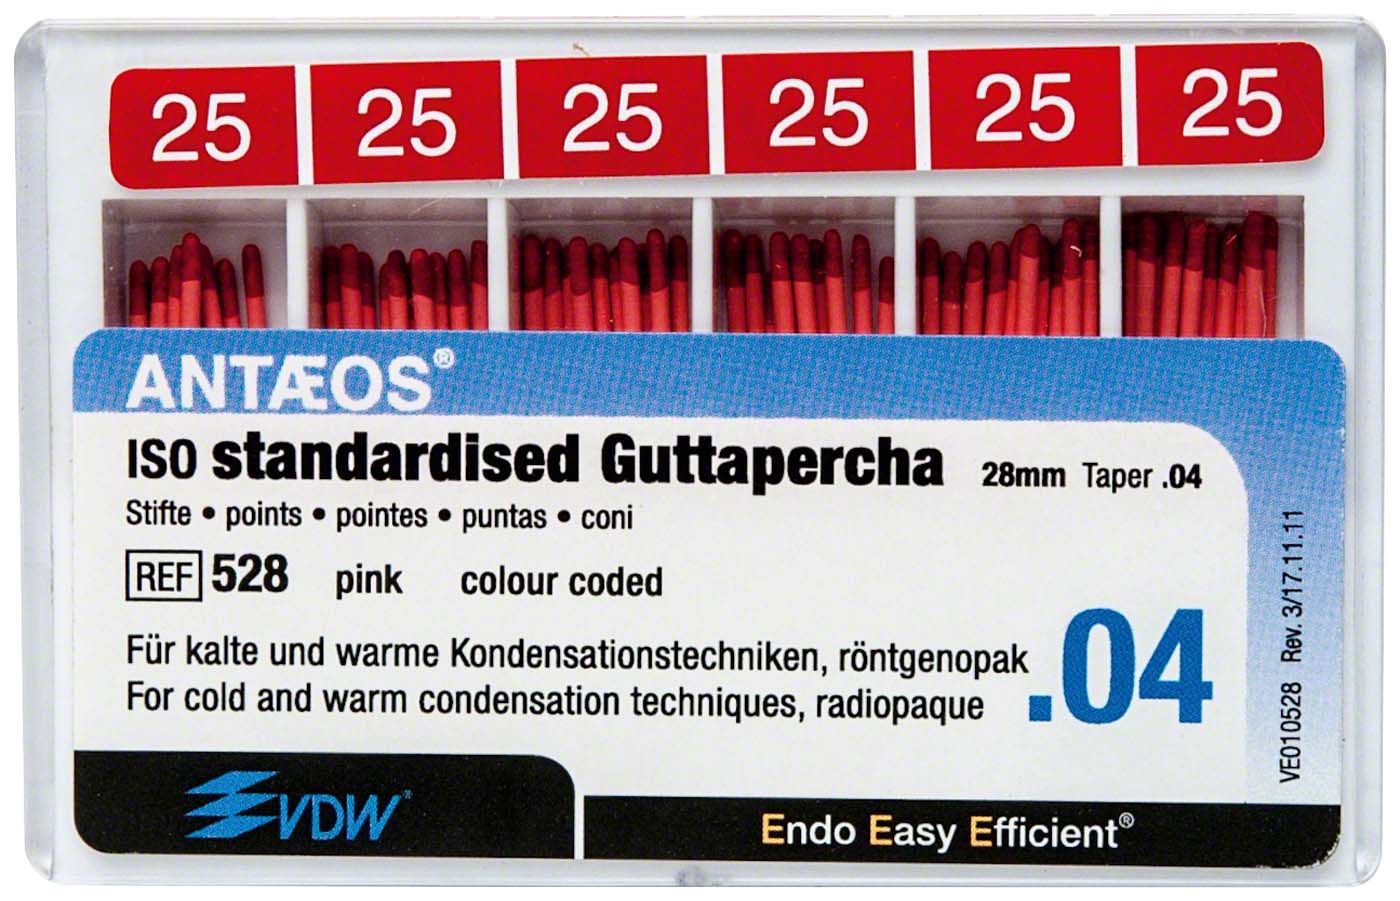 25 25 25 25 25 25
ANTÆOS®
ISO standardised Guttapercha 28mm Taper .04
Stifte • points • pointes • puntas • coni
REF 528 pink colour coded
Für kalte und warme Kondensationstechniken, röntgenopak
For cold and warm condensation techniques, radiopaque
.04
VE010528 Rev. 3/17.11.11
VDW®
Endo Easy Efficient®